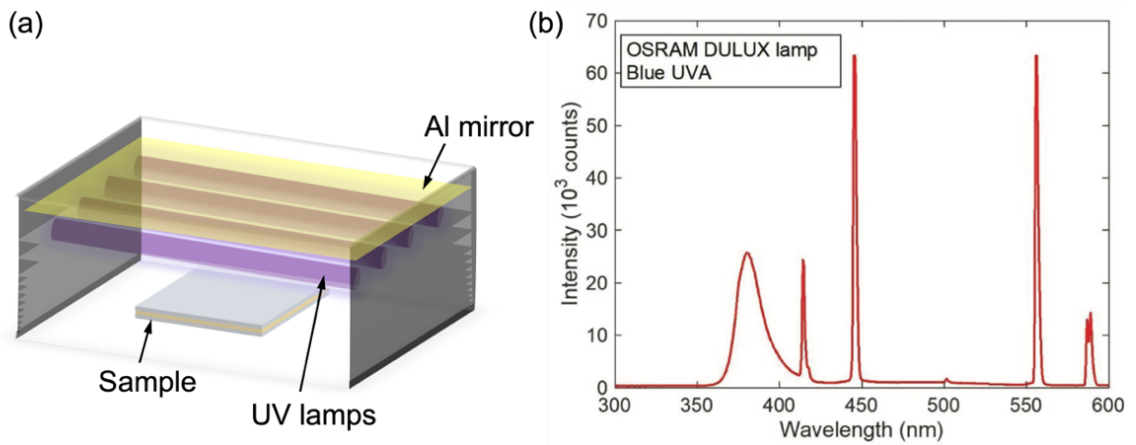 (a)
Al mirror
Sample
UV lamps
(b)
OSRAM DULUX lamp
Blue UVA
Intensity (10³ counts)
70
60
50
40
30
20
10
0
300 350 400 450 500 550 600
Wavelength (nm)